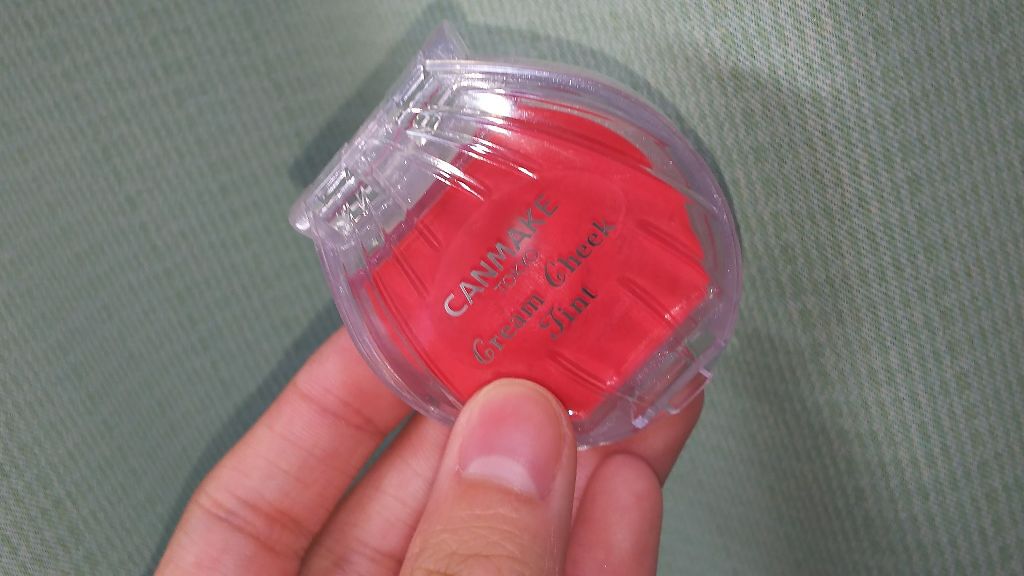 CANMAKE
TOKYO
Cream Cheek
Tint